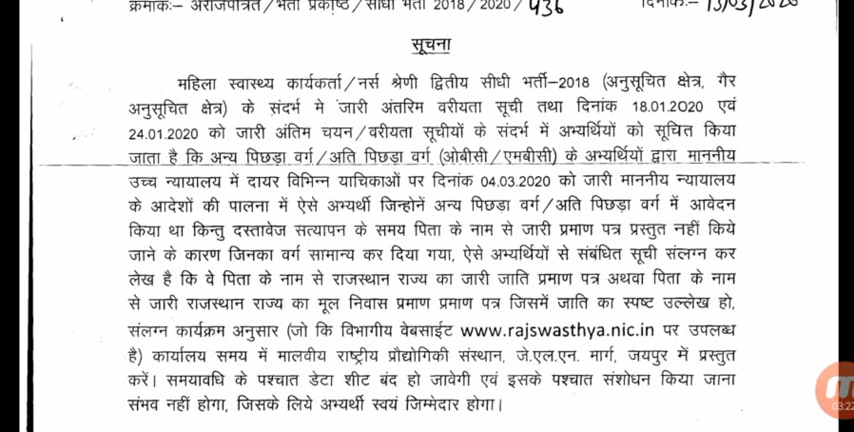 क्रमांकः– अराजपत्रित/भर्ती प्रकोष्ठ/सीधी भर्ती 2018/2020/436 दिनांकः– 13/03/2020
सूचना
महिला स्वास्थ्य कार्यकर्ता/नर्स श्रेणी द्वितीय सीधी भर्ती–2018 (अनुसूचित क्षेत्र, गैर
अनुसूचित क्षेत्र) के संदर्भ मे जारी अंतरिम वरीयता सूची तथा दिनांक 18.01.2020 एवं
24.01.2020 को जारी अंतिम चयन/वरीयता सूचीयों के संदर्भ में अभ्यर्थियों को सूचित किया
जाता है कि अन्य पिछड़ा वर्ग/अति पिछड़ा वर्ग (ओबीसी/एमबीसी) के अभ्यर्थियों द्वारा माननीय
उच्च न्यायालय में दायर विभिन्न याचिकाओं पर दिनांक 04.03.2020 को जारी माननीय न्यायालय
के आदेशों की पालना में ऐसे अभ्यर्थी जिन्होनें अन्य पिछड़ा वर्ग/अति पिछड़ा वर्ग में आवेदन
किया था किन्तु दस्तावेज सत्यापन के समय पिता के नाम से जारी प्रमाण पत्र प्रस्तुत नहीं किये
जाने के कारण जिनका वर्ग सामान्य कर दिया गया, ऐसे अभ्यर्थियों से संबंधित सूची संलग्न कर
लेख है कि वे पिता के नाम से राजस्थान राज्य का जारी जाति प्रमाण पत्र अथवा पिता के नाम
से जारी राजस्थान राज्य का मूल निवास प्रमाण प्रमाण पत्र जिसमें जाति का स्पष्ट उल्लेख हो,
संलग्न कार्यक्रम अनुसार (जो कि विभागीय वेबसाईट www.rajswasthya.nic.in पर उपलब्ध
है) कार्यालय समय में मालवीय राष्ट्रीय प्रौद्योगिकी संस्थान, जे.एल.एन. मार्ग, जयपुर में प्रस्तुत
करें। समयावधि के पश्चात डेटा शीट बंद हो जावेगी एवं इसके पश्चात संशोधन किया जाना
संभव नहीं होगा, जिसके लिये अभ्यर्थी स्वयं जिम्मेदार होगा।
03:22